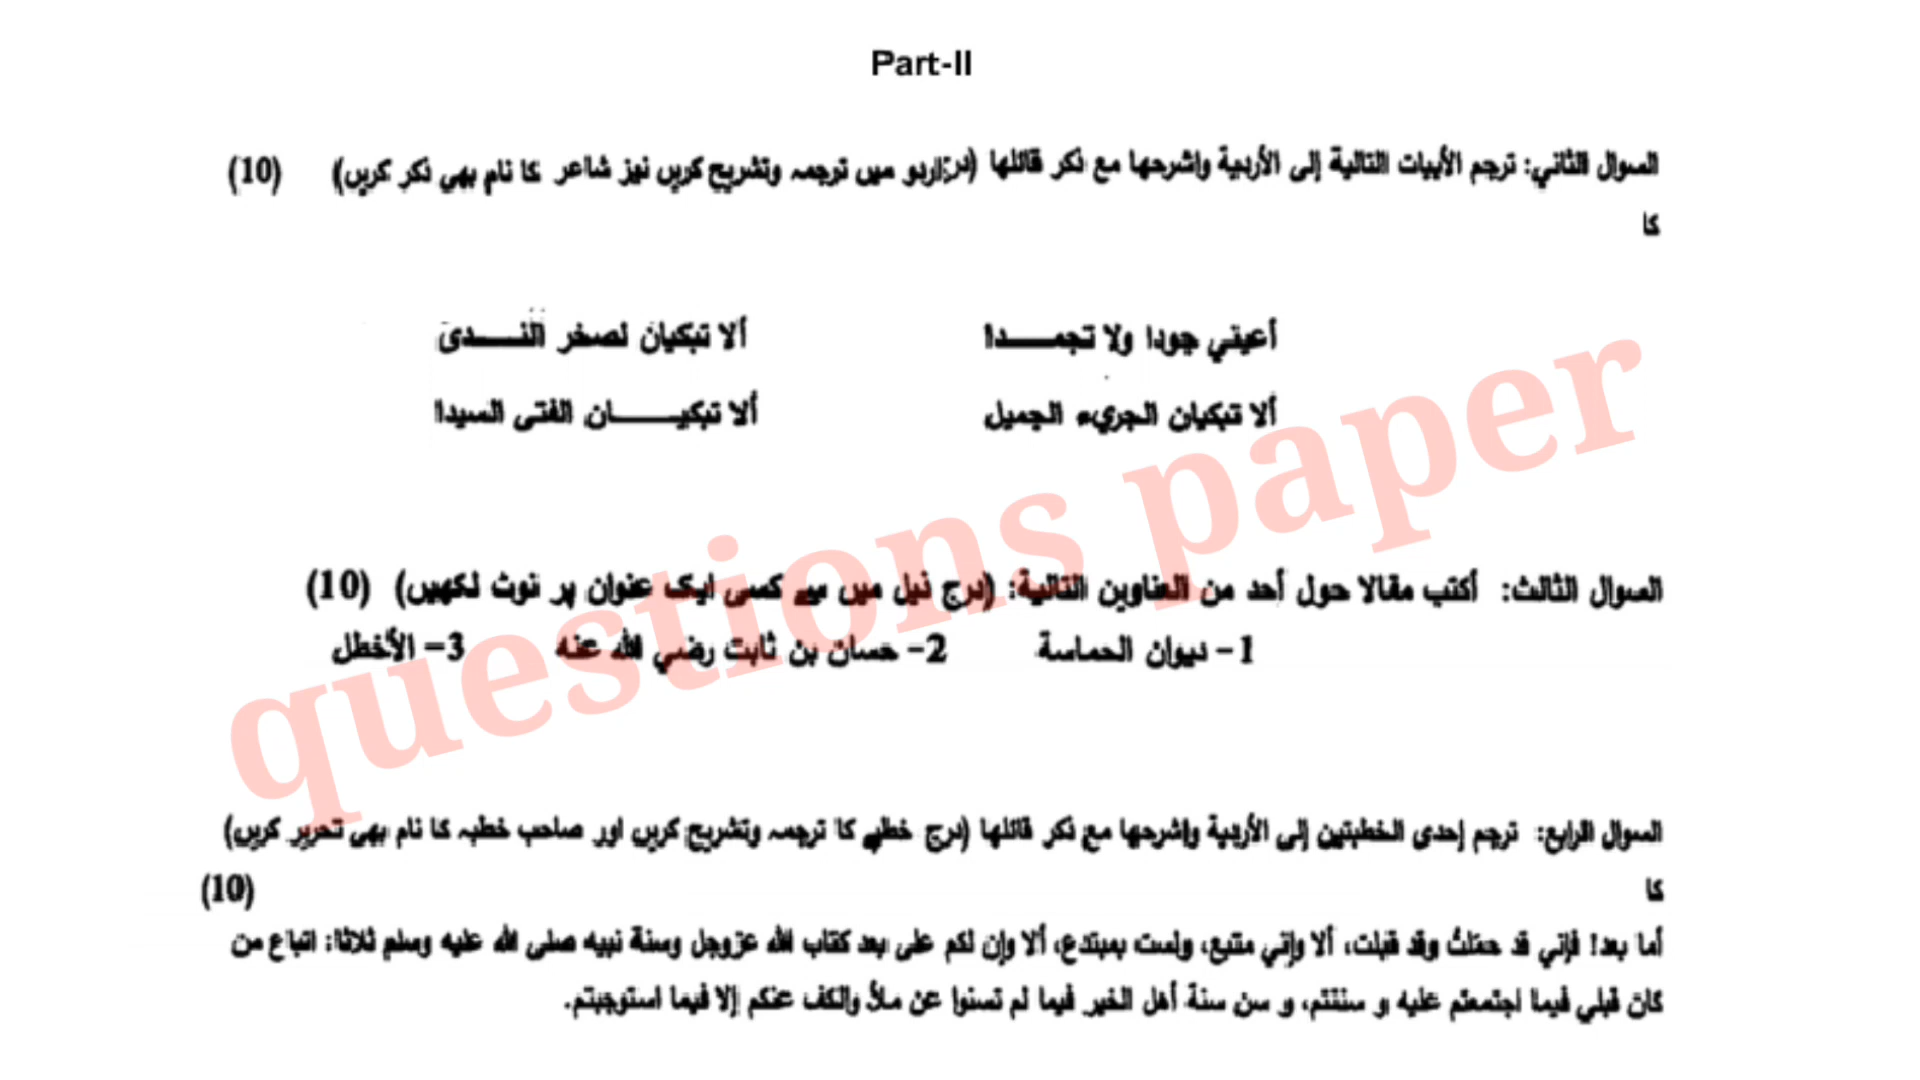 Part-II
السوال الثاني: ترجم الأبيات التالية إلى الأردية واشرحها مع ذكر قائلها (درج اردو میں ترجمہ وتشریح کریں نیز شاعر کا نام بھی ذکر کریں) (10)
کا
أعيني جودا ولا تجمــــدا ألا تبكيان لصخر النــــدى
ألا تبكيان الجريء الجميل ألا تبكيــــــان الفتى السيدا
السوال الثالث: أكتب مقالا حول أحد من العناوين التالية: (درج ذیل میں سے کسی ایک عنوان پر نوٹ لکھیں) (10)
1- ديوان الحماسة 2- حسان بن ثابت رضي الله عنه 3- الأخطل
السوال الرابع: ترجم إحدى الخطبتين إلى الأردية واشرحها مع ذكر قائلها (درج خطبے کا ترجمہ وتشریح کریں اور صاحب خطبہ کا نام بھی تحریر کریں)
کا (10)
أما بعد! فإني قد حملتُ وقد قبلت، ألا وإني متبع، ولست بمبتدع، ألا وإن لكم على بعد كتاب الله عزوجل وسنة نبيه صلى الله عليه وسلم ثلاثا: اتباع من
كان قبلي فيما اجتمعتم عليه و سننتم، و سن سنة أهل الخير فيما لم تسنوا عن ملأ والكف عنكم إلا فيما استوجبتم.
questions paper